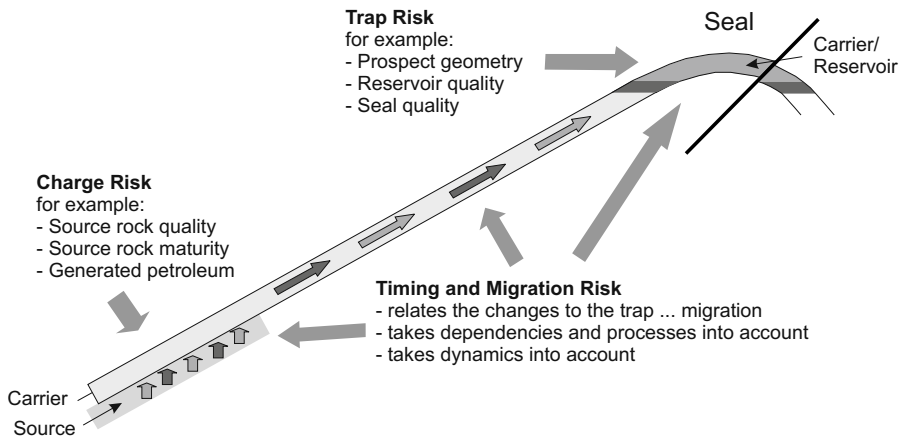 Trap Risk
for example:
- Prospect geometry
- Reservoir quality
- Seal quality
Seal
Carrier/
Reservoir
Charge Risk
for example:
- Source rock quality
- Source rock maturity
- Generated petroleum
Timing and Migration Risk
- relates the changes to the trap ... migration
- takes dependencies and processes into account
- takes dynamics into account
Carrier
Source